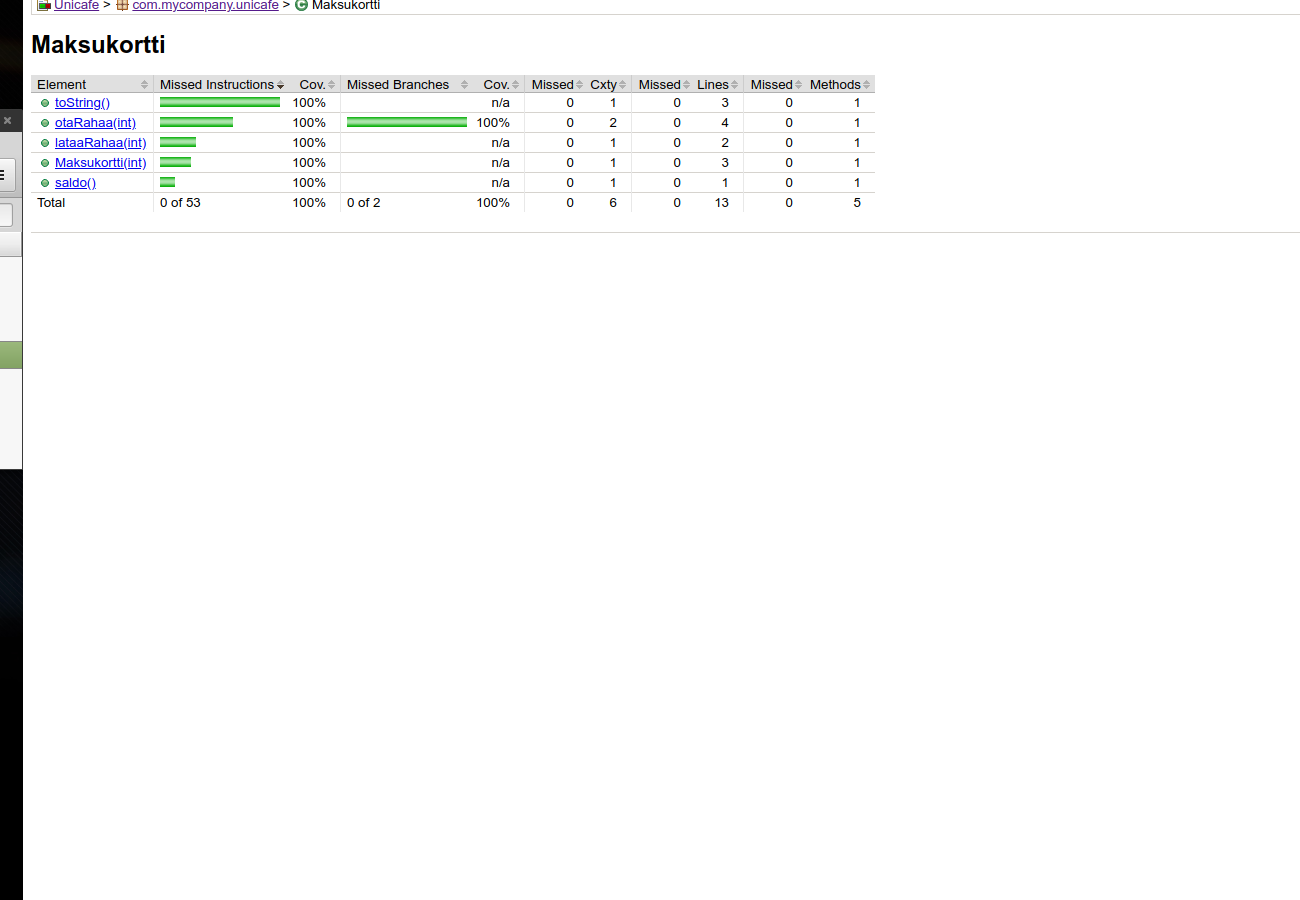 Unicafe > com.mycompany.unicafe > Maksukortti
Maksukortti
Element Missed Instructions Cov. Missed Branches Cov. Missed Cxty Missed Lines Missed Methods
toString() 100% n/a 0 1 0 3 0 1
otaRahaa(int) 100% 100% 0 2 0 4 0 1
lataaRahaa(int) 100% n/a 0 1 0 2 0 1
Maksukortti(int) 100% n/a 0 1 0 3 0 1
saldo() 100% n/a 0 1 0 1 0 1
Total 0 of 53 100% 0 of 2 100% 0 6 0 13 0 5